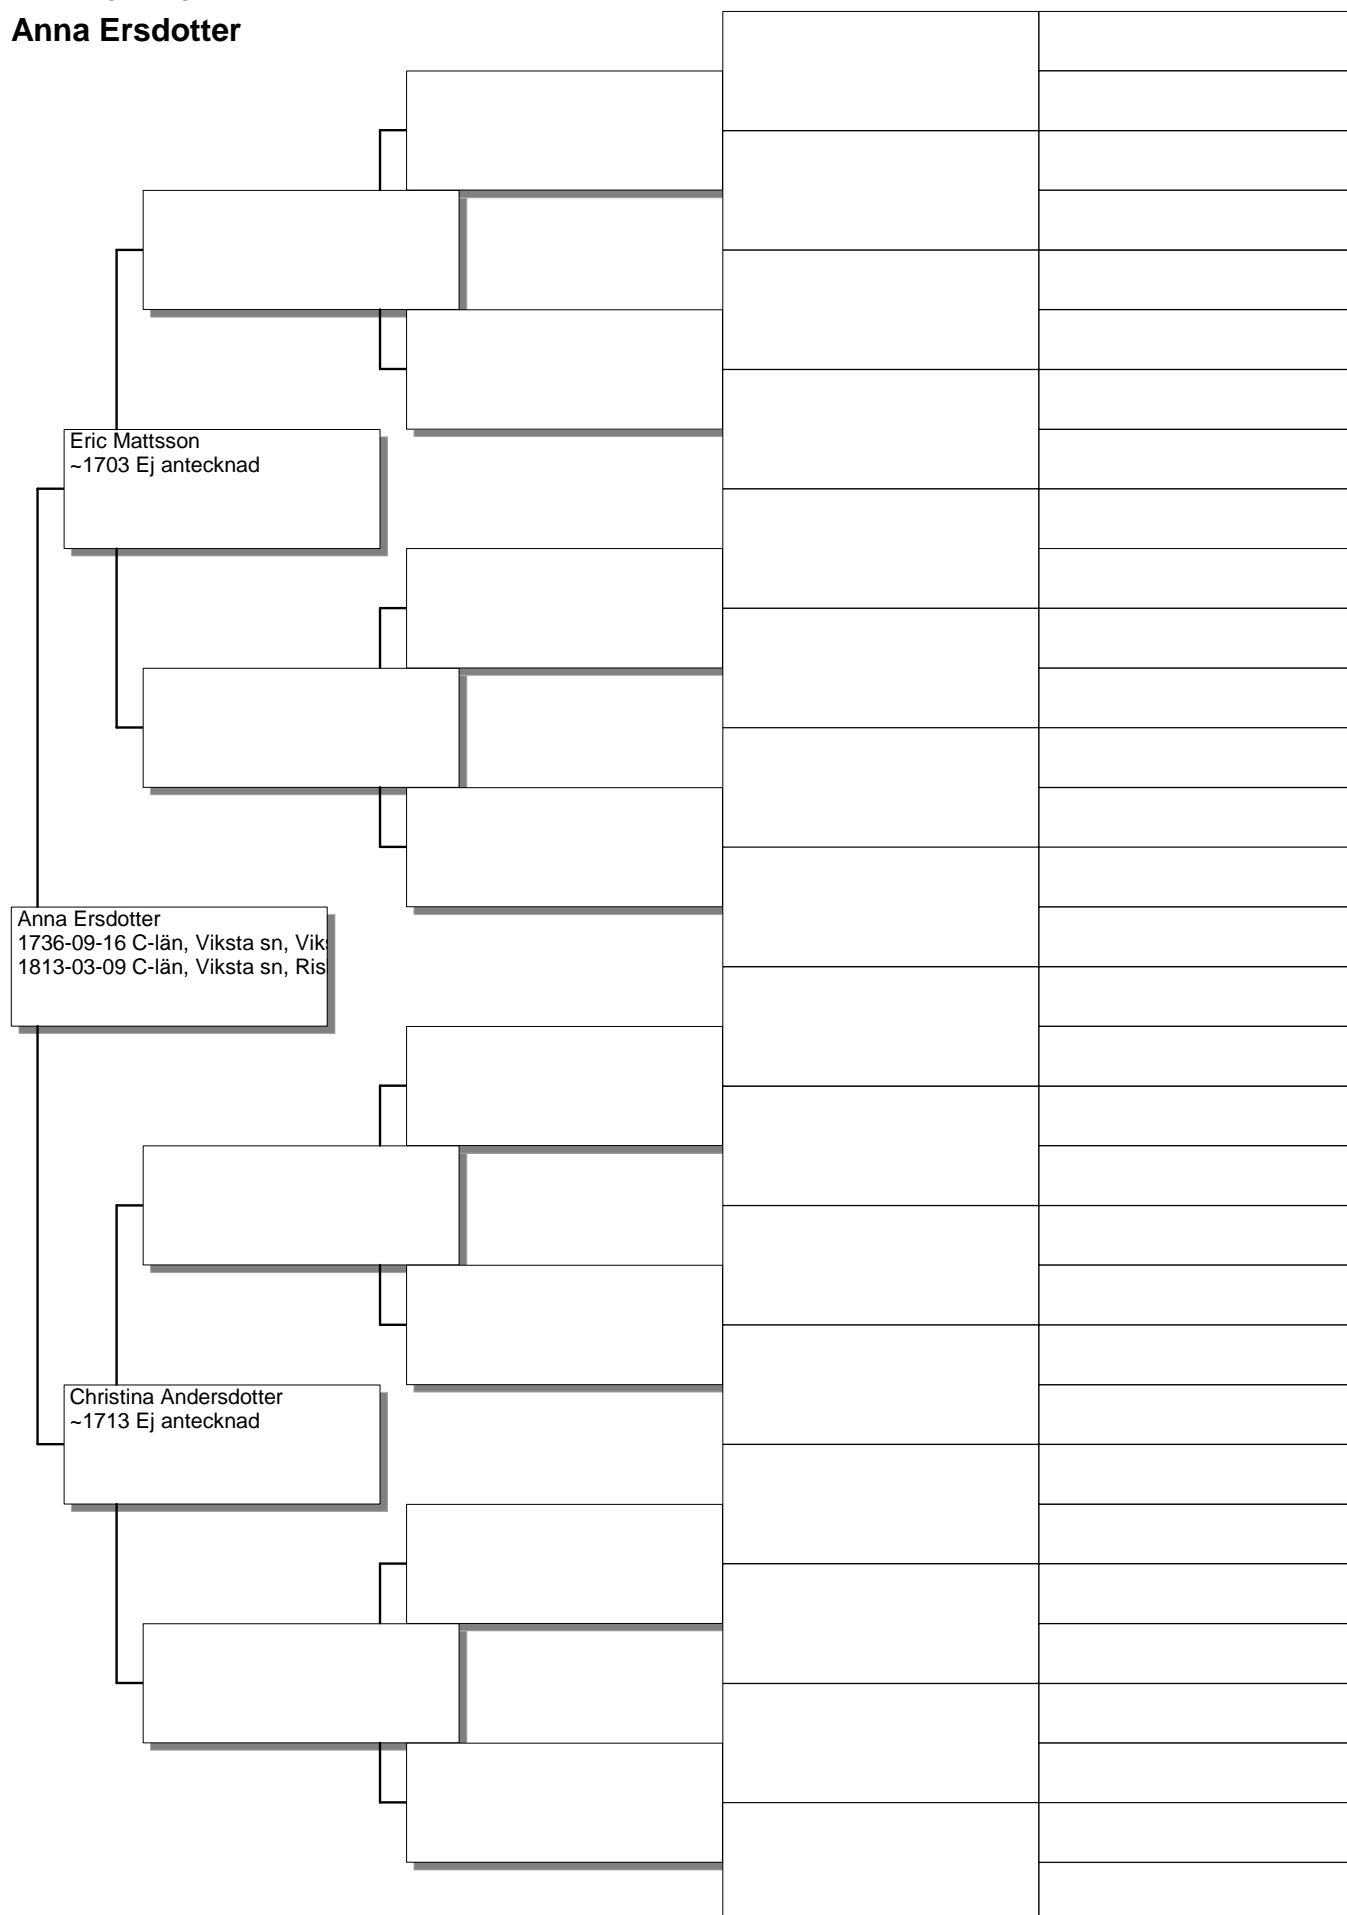 Anna Ersdotter
Eric Mattsson
~1703 Ej antecknad
Anna Ersdotter
1736-09-16 C-län, Viksta sn,
1813-03-09 C-län, Viksta sn, Ris
Christina Andersdotter
~1713 Ej antecknad